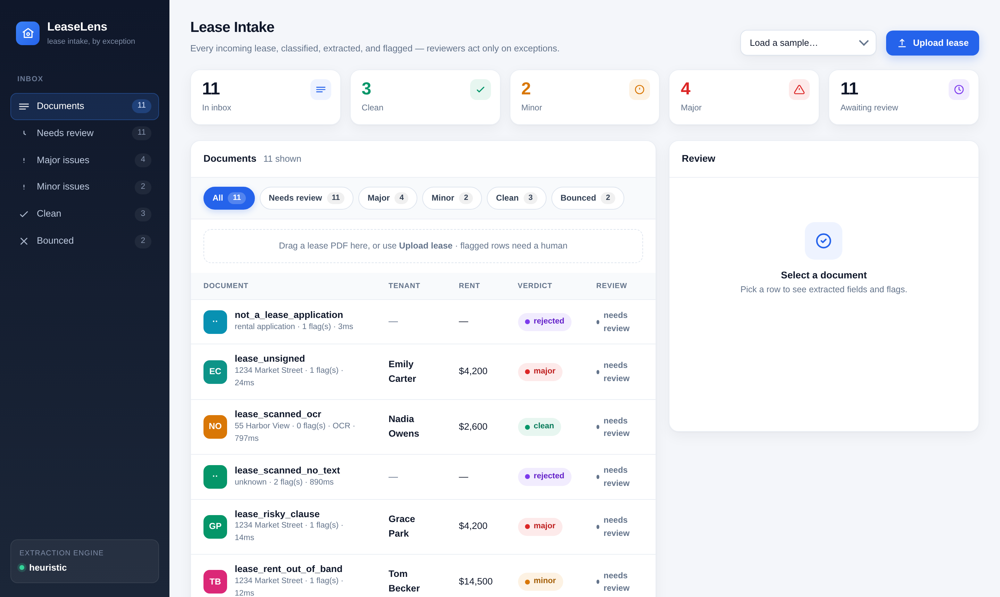 LeaseLens
lease intake, by exception
INBOX
Documents 11
Needs review 11
Major issues 4
Minor issues 2
Clean 3
Bounced 2
EXTRACTION ENGINE
heuristic
Lease Intake
Every incoming lease, classified, extracted, and flagged — reviewers act only on exceptions.
Load a sample…
Upload lease
11
In inbox
3
Clean
2
Minor
4
Major
11
Awaiting review
Documents 11 shown
All 11 Needs review 11 Major 4 Minor 2 Clean 3 Bounced 2
Drag a lease PDF here, or use Upload lease · flagged rows need a human
DOCUMENT TENANT RENT VERDICT REVIEW
·· not_a_lease_application
rental application · 1 flag(s) · 3ms
— — rejected
needs
review
EC lease_unsigned
1234 Market Street · 1 flag(s) ·
24ms
Emily
Carter
$4,200 major
needs
review
NO lease_scanned_ocr
55 Harbor View · 0 flag(s) · OCR ·
797ms
Nadia
Owens
$2,600 clean
needs
review
·· lease_scanned_no_text
unknown · 2 flag(s) · 890ms
— — rejected
needs
review
GP lease_risky_clause
1234 Market Street · 1 flag(s) ·
14ms
Grace
Park
$4,200 major
needs
review
TB lease_rent_out_of_band
1234 Market Street · 1 flag(s) ·
12ms
Tom
Becker
$14,500 minor
needs
review
Review
Select a document
Pick a row to see extracted fields and flags.